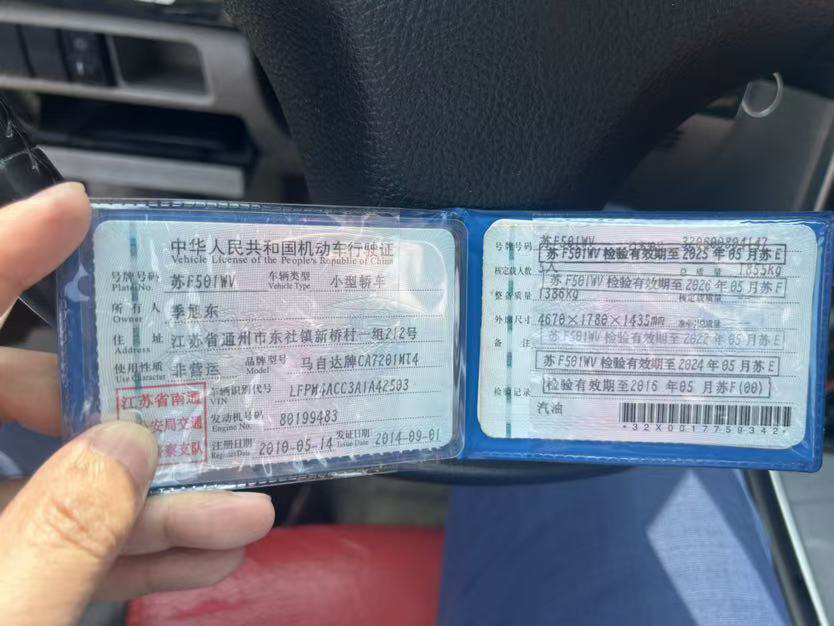 中华人民共和国机动车行驶证
Vehicle License of the People's Republic of China
号牌号码 苏F501WV 车辆类型 小型轿车
Plate No. Vehicle Type
所有人 季旭东
Owner
住址 江苏省通州市东社镇新桥村一组212号
Address
使用性质 非营运 品牌型号 马自达牌CA7201MI4
Use Character Model
江苏省南通
安局交通
警察支队
车辆识别代号 LFPM4ACC3A1A42503
VIN
发动机号码 80199483
Engine No.
注册日期 2010-05-14 发证日期 2014-09-01
Register Date Issue Date
号牌号码 苏F501WV
苏F501WV检验有效期至2025年05月苏E
核定载人数 5人 总质量 1855kg
苏F501WV检验有效期至2026年05月苏F
整备质量 1386kg 核定载质量
外廓尺寸 4670×1780×1435mm
备注 检验有效期至2022年05月苏E
苏F501WV检验有效期至2024年05月苏E
检验记录 检验有效期至2016年05月苏F(00)
汽油
*32X0017759342*